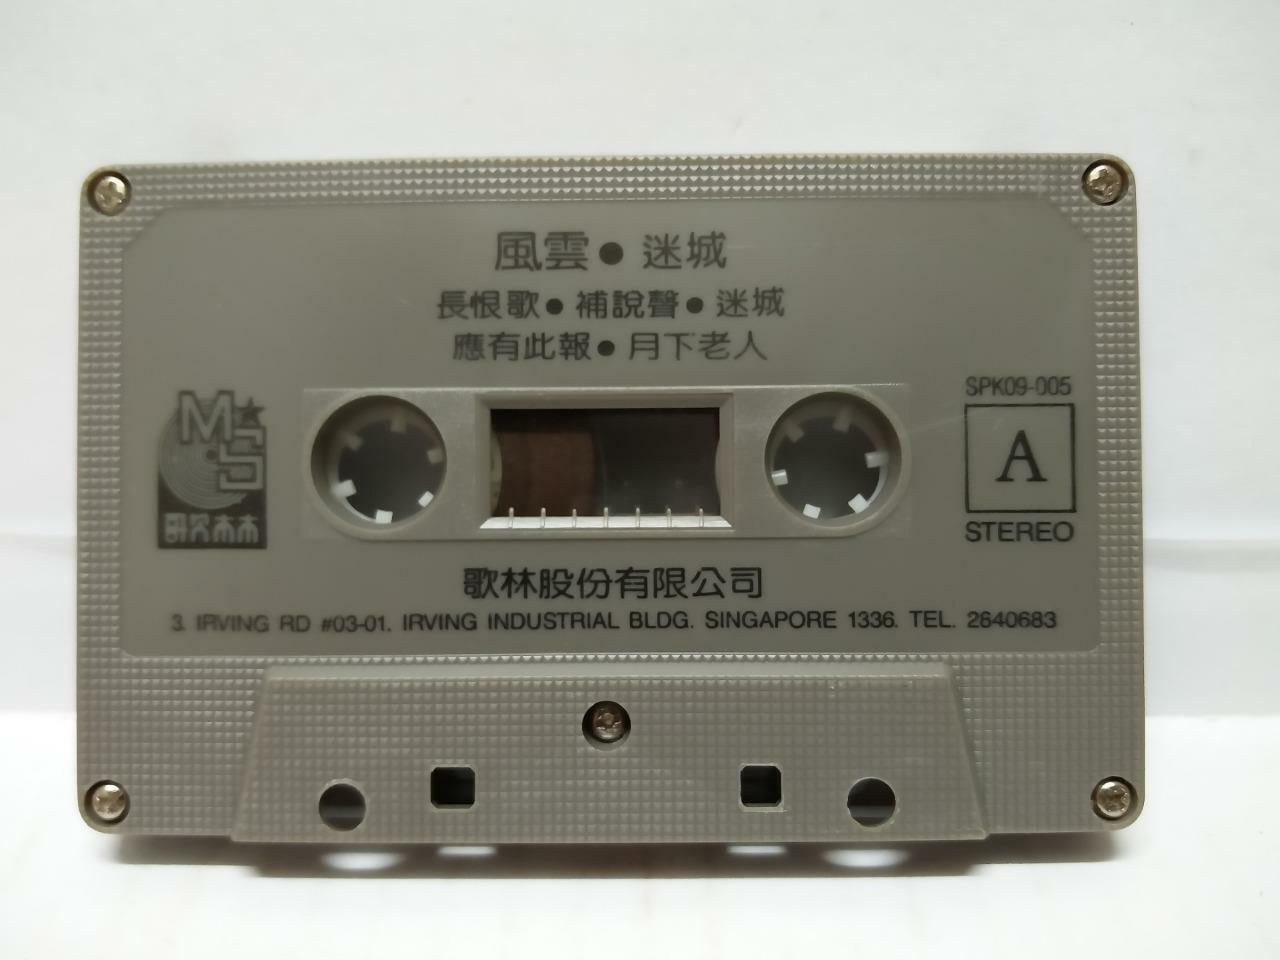 風雲●迷城
長恨歌●補說聲●迷城
應有此報●月下老人
SPK09-005
MS
歌林
A
STEREO
歌林股份有限公司
3. IRVING RD #03-01. IRVING INDUSTRIAL BLDG. SINGAPORE 1336. TEL. 2840683